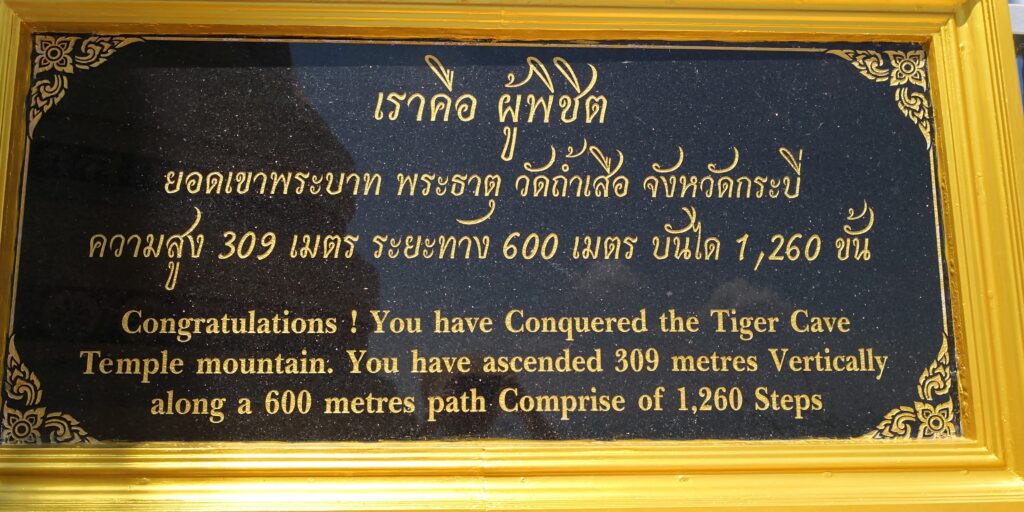 เราคือ ผู้พิชิต
ยอดเขาพระบาท พระธาตุ วัดถ้ำเสือ จังหวัดกระบี่
ความสูง 309 เมตร ระยะทาง 600 เมตร บันได 1,260 ขั้น
Congratulations ! You have Conquered the Tiger Cave
Temple mountain. You have ascended 309 metres Vertically
along a 600 metres path Comprise of 1,260 Steps